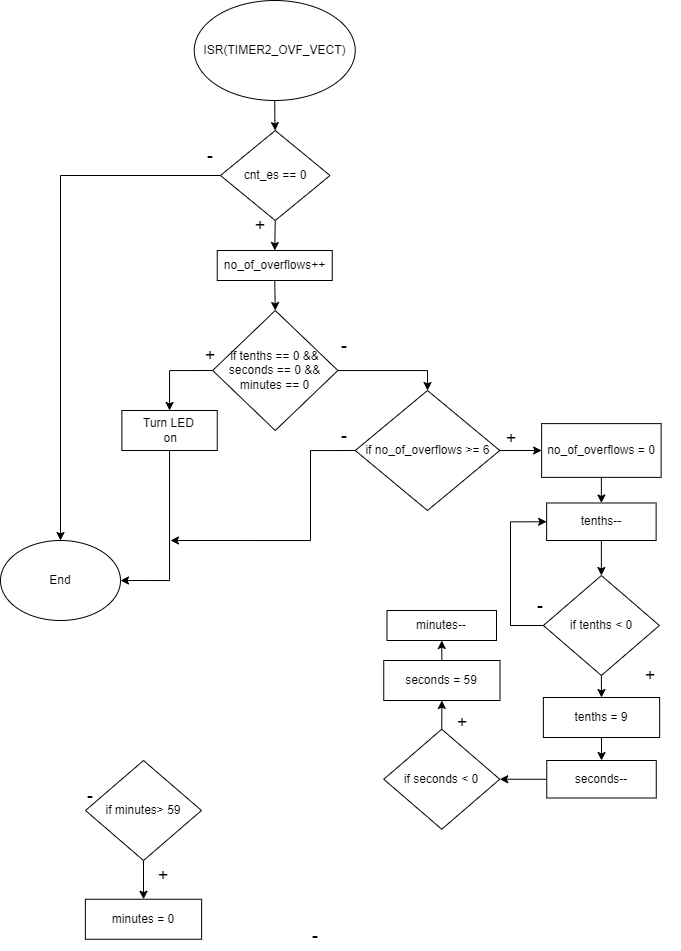 ISR(TIMER2_OVF_VECT)
-
cnt_es == 0
+
no_of_overflows++
+
if tenths == 0 &&
seconds == 0 &&
minutes == 0
-
Turn LED
on
-
if no_of_overflows >= 6
+
no_of_overflows = 0
tenths--
End
-
if tenths < 0
+
minutes--
seconds = 59
tenths = 9
+
if seconds < 0
seconds--
-
if minutes> 59
+
minutes = 0
-